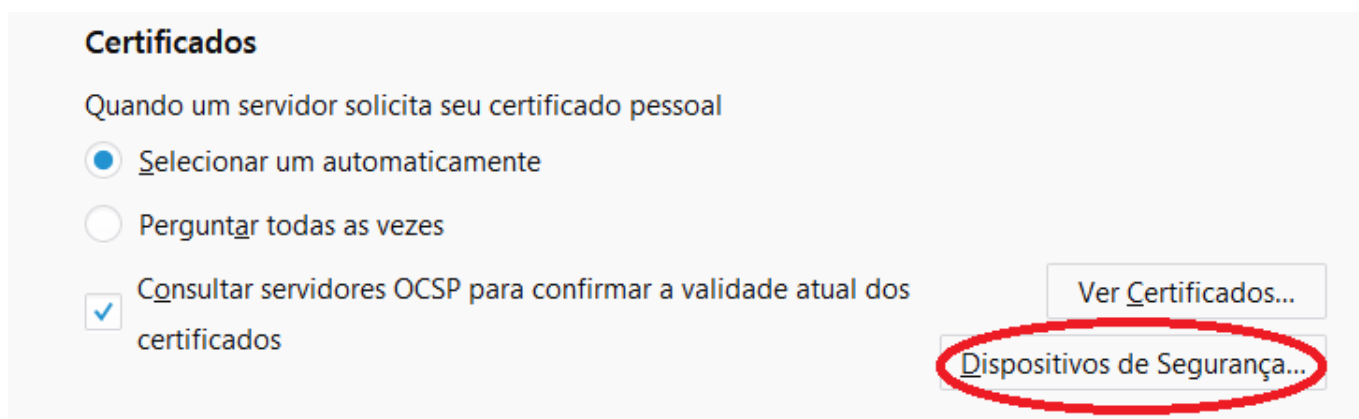 Certificados
Quando um servidor solicita seu certificado pessoal
Selecionar um automaticamente
Perguntar todas as vezes
Consultar servidores OCSP para confirmar a validade atual dos
certificados
Ver Certificados...
Dispositivos de Segurança...